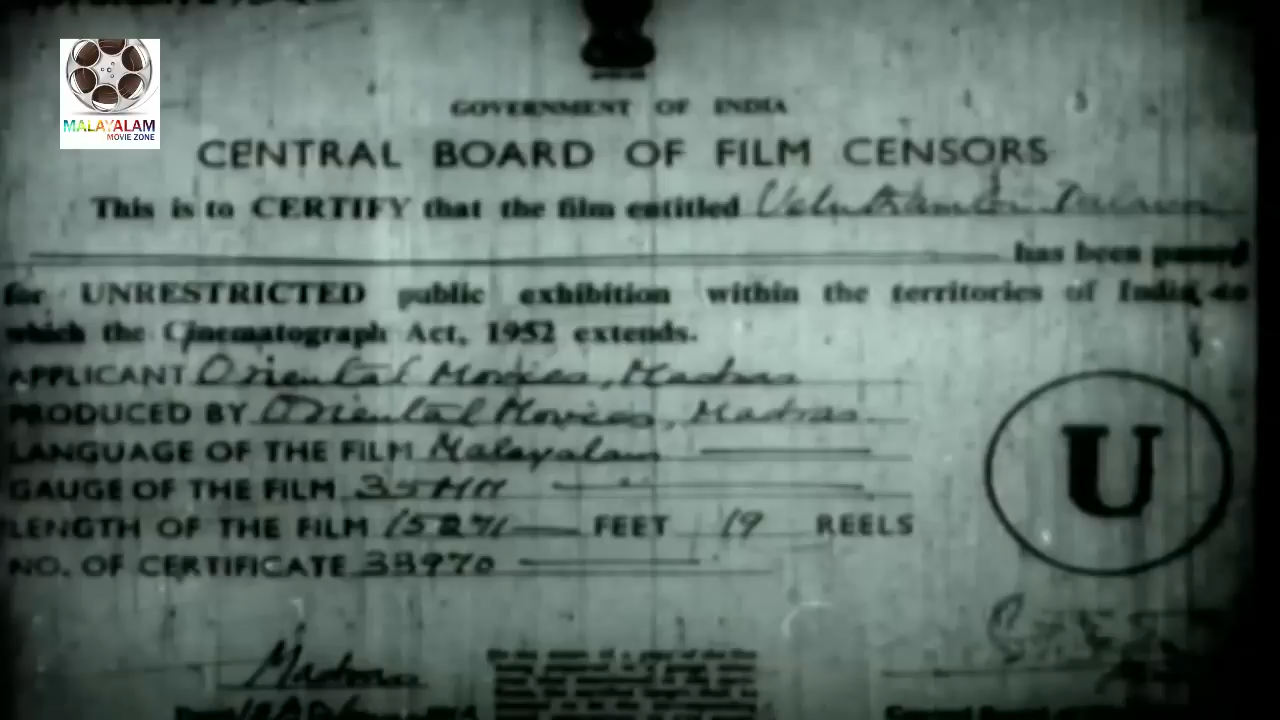 MALAYALAM
MOVIE ZONE
GOVERNMENT OF INDIA
CENTRAL BOARD OF FILM CENSORS
This is to CERTIFY that the film entitled
has been passed
for UNRESTRICTED public exhibition within the territories of India to
which the Cinematograph Act, 1952 extends.
APPLICANT Oriental Movies, Madras
PRODUCED BY Oriental Movies, Madras
LANGUAGE OF THE FILM Malayalam
GAUGE OF THE FILM 35 MM
LENGTH OF THE FILM 15271 FEET 19 REELS
NO. OF CERTIFICATE 33970
U
Madras